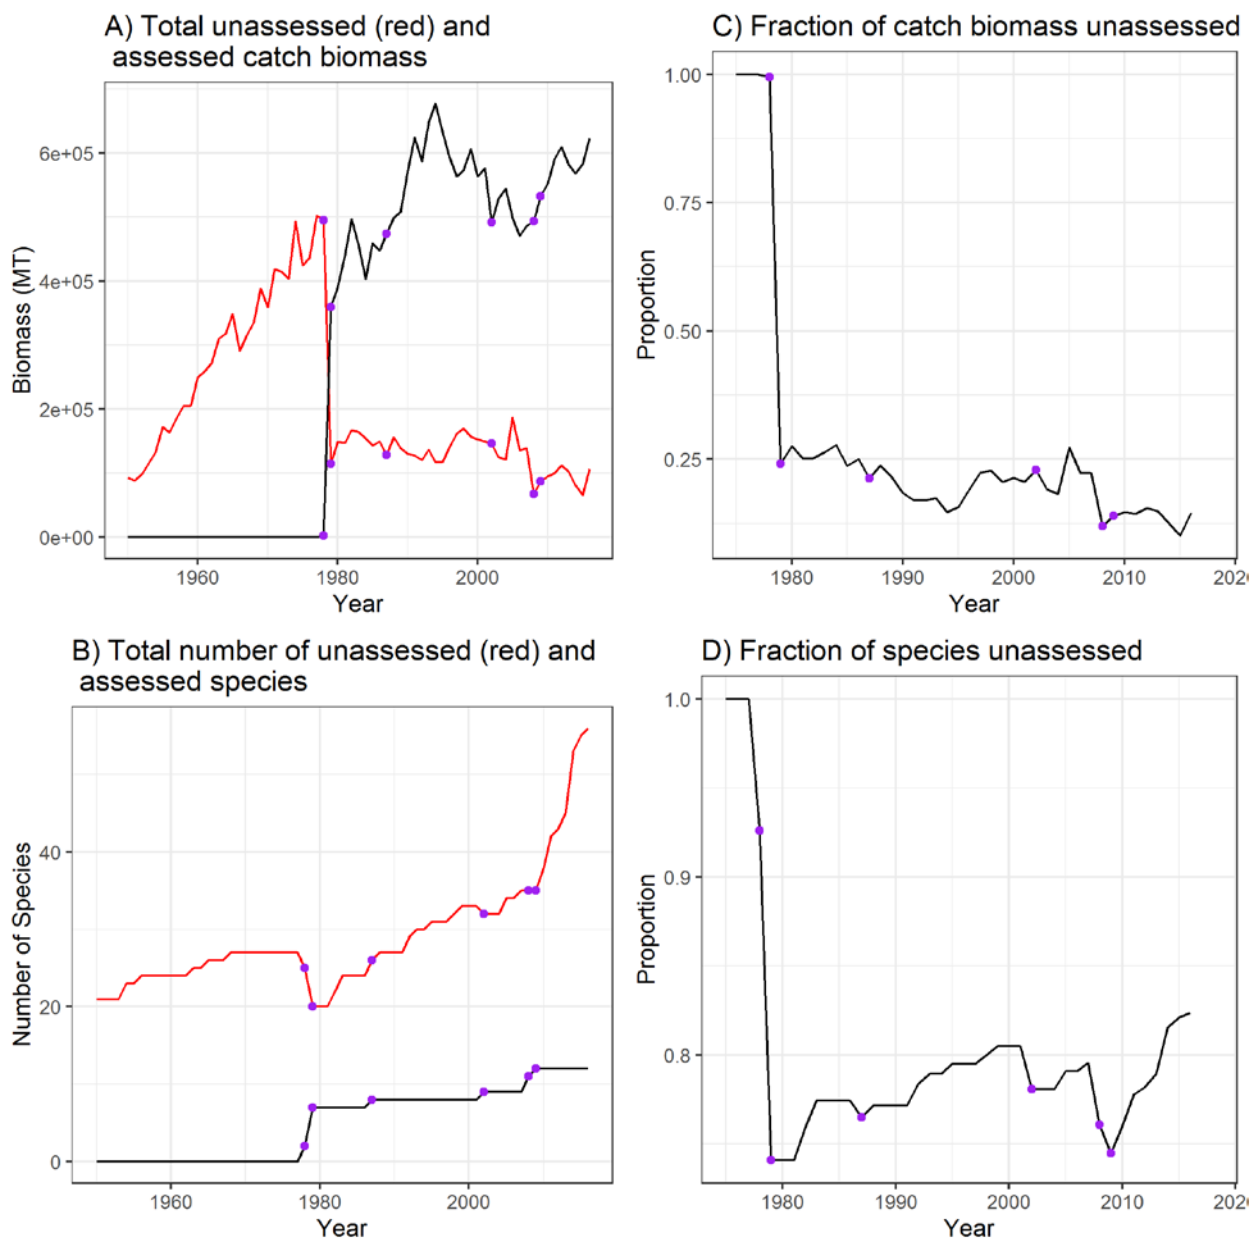 A) Total unassessed (red) and
assessed catch biomass
6e+05
4e+05
2e+05
0e+00
Biomass (MT)
1960 1980 2000
Year
C) Fraction of catch biomass unassessed
1.00
0.75
0.50
0.25
Proportion
1980 1990 2000 2010 202
Year
B) Total number of unassessed (red) and
assessed species
40
20
0
Number of Species
1960 1980 2000
Year
D) Fraction of species unassessed
1.0
0.9
0.8
Proportion
1980 1990 2000 2010 202
Year